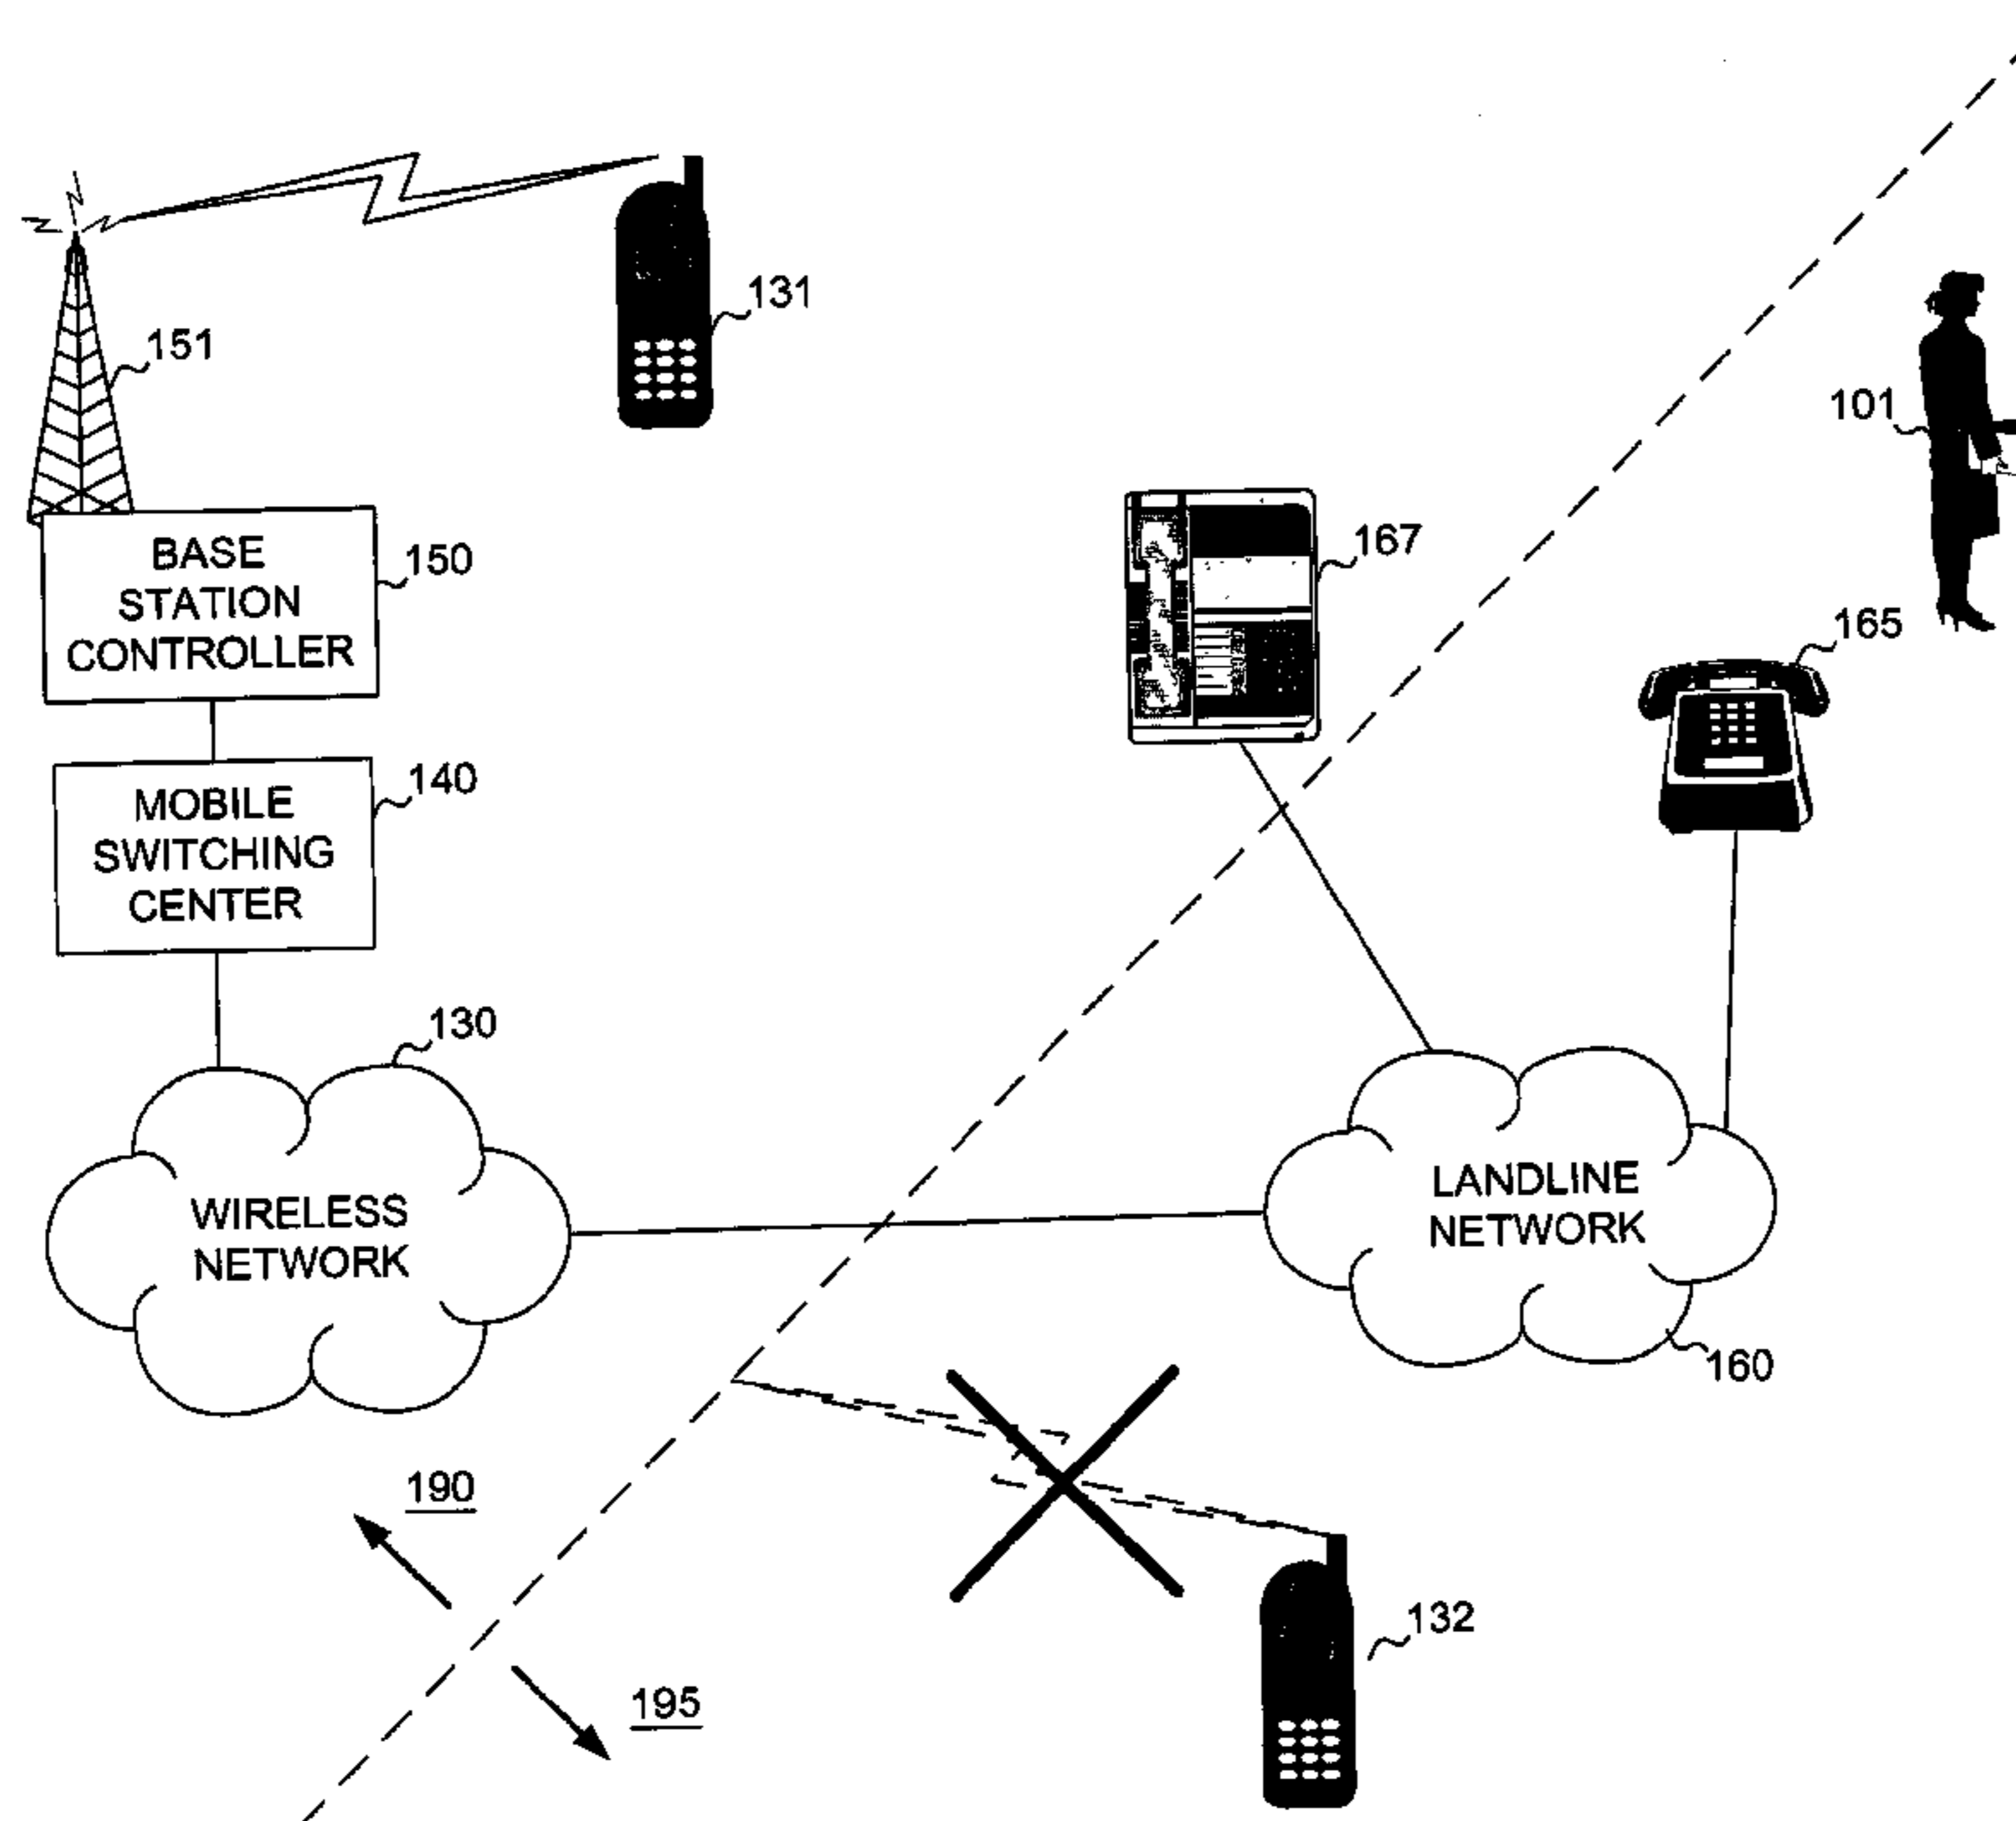 131
151
101
167
BASE
STATION
CONTROLLER
150
165
MOBILE
SWITCHING
CENTER
140
130
WIRELESS
NETWORK
LANDLINE
NETWORK
160
190
132
195